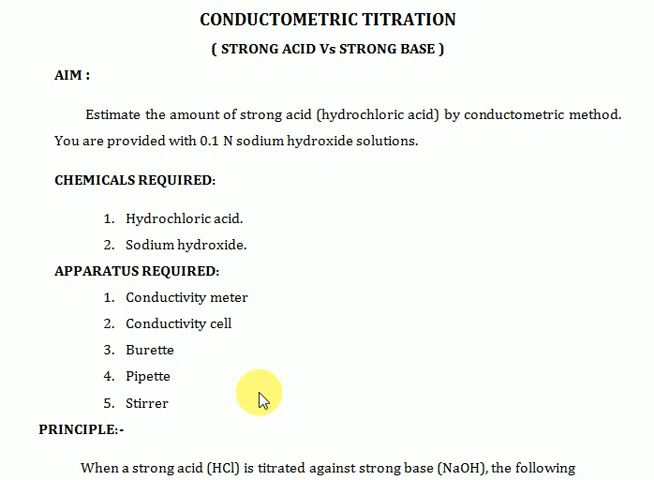 CONDUCTOMETRIC TITRATION
( STRONG ACID Vs STRONG BASE )
AIM :
Estimate the amount of strong acid (hydrochloric acid) by conductometric method.
You are provided with 0.1 N sodium hydroxide solutions.
CHEMICALS REQUIRED:
1. Hydrochloric acid.
2. Sodium hydroxide.
APPARATUS REQUIRED:
1. Conductivity meter
2. Conductivity cell
3. Burette
4. Pipette
5. Stirrer
PRINCIPLE:-
When a strong acid (HCl) is titrated against strong base (NaOH), the following